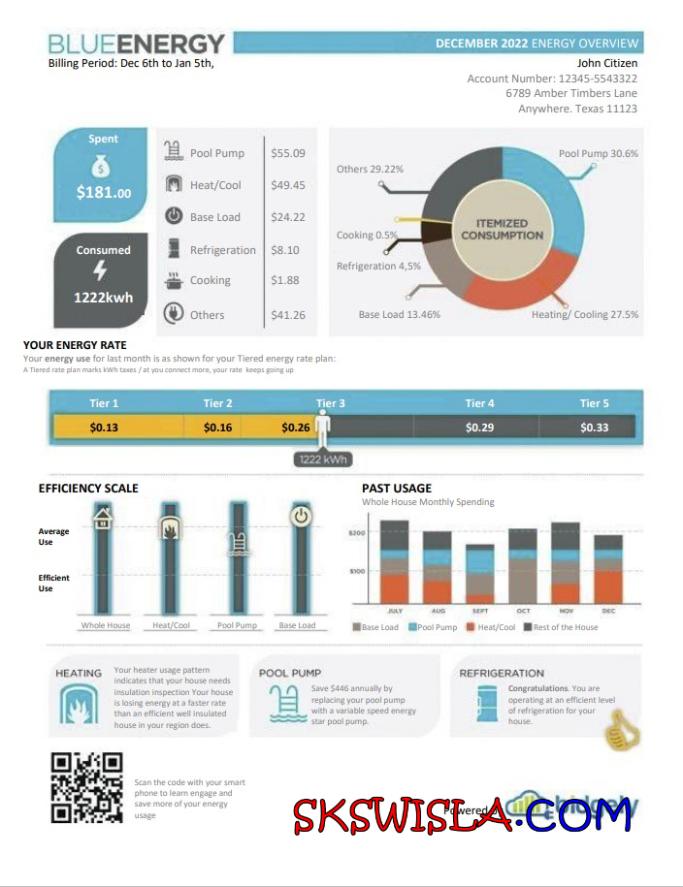 BLUEENERGY
DECEMBER 2022 ENERGY OVERVIEW
Billing Period: Dec 6th to Jan 5th,
John Citizen
Account Number: 12345-5543322
6789 Amber Timbers Lane
Anywhere. Texas 11123
Spent
$181.00
Consumed
1222kwh
Pool Pump $55.09
Heat/Cool $49.45
Base Load $24.22
Refrigeration $8.10
Cooking $1.88
Others $41.26
Pool Pump 30.6%
Others 29.22%
ITEMIZED
CONSUMPTION
Cooking 0.5%
Refrigeration 4,5%
Base Load 13.46%
Heating/ Cooling 27.5%
YOUR ENERGY RATE
Your energy use for last month is as shown for your Tiered energy rate plan:
A Tiered rate plan marks kWh taxes / at you connect more, your rate keeps going up
Tier 1 Tier 2 Tier 3 Tier 4 Tier 5
$0.13 $0.16 $0.26 $0.29 $0.33
1222 kWh
EFFICIENCY SCALE
Average
Use
Efficient
Use
Whole House Heat/Cool Pool Pump Base Load
PAST USAGE
Whole House Monthly Spending
$200
$100
JULY AUG SEPT OCT NOV DEC
Base Load Pool Pump Heat/Cool Rest of the House
HEATING
Your heater usage pattern
indicates that your house needs
insulation inspection Your house
is losing energy at a faster rate
than an efficient well insulated
house in your region does.
POOL PUMP
Save $446 annually by
replacing your pool pump
with a variable speed energy
star pool pump.
REFRIGERATION
Congratulations. You are
operating at an efficient level
of refrigeration for your
house.
Scan the code with your smart
phone to learn engage and
save more of your energy
usage
Powered by bidgely
SKSWISLA.COM